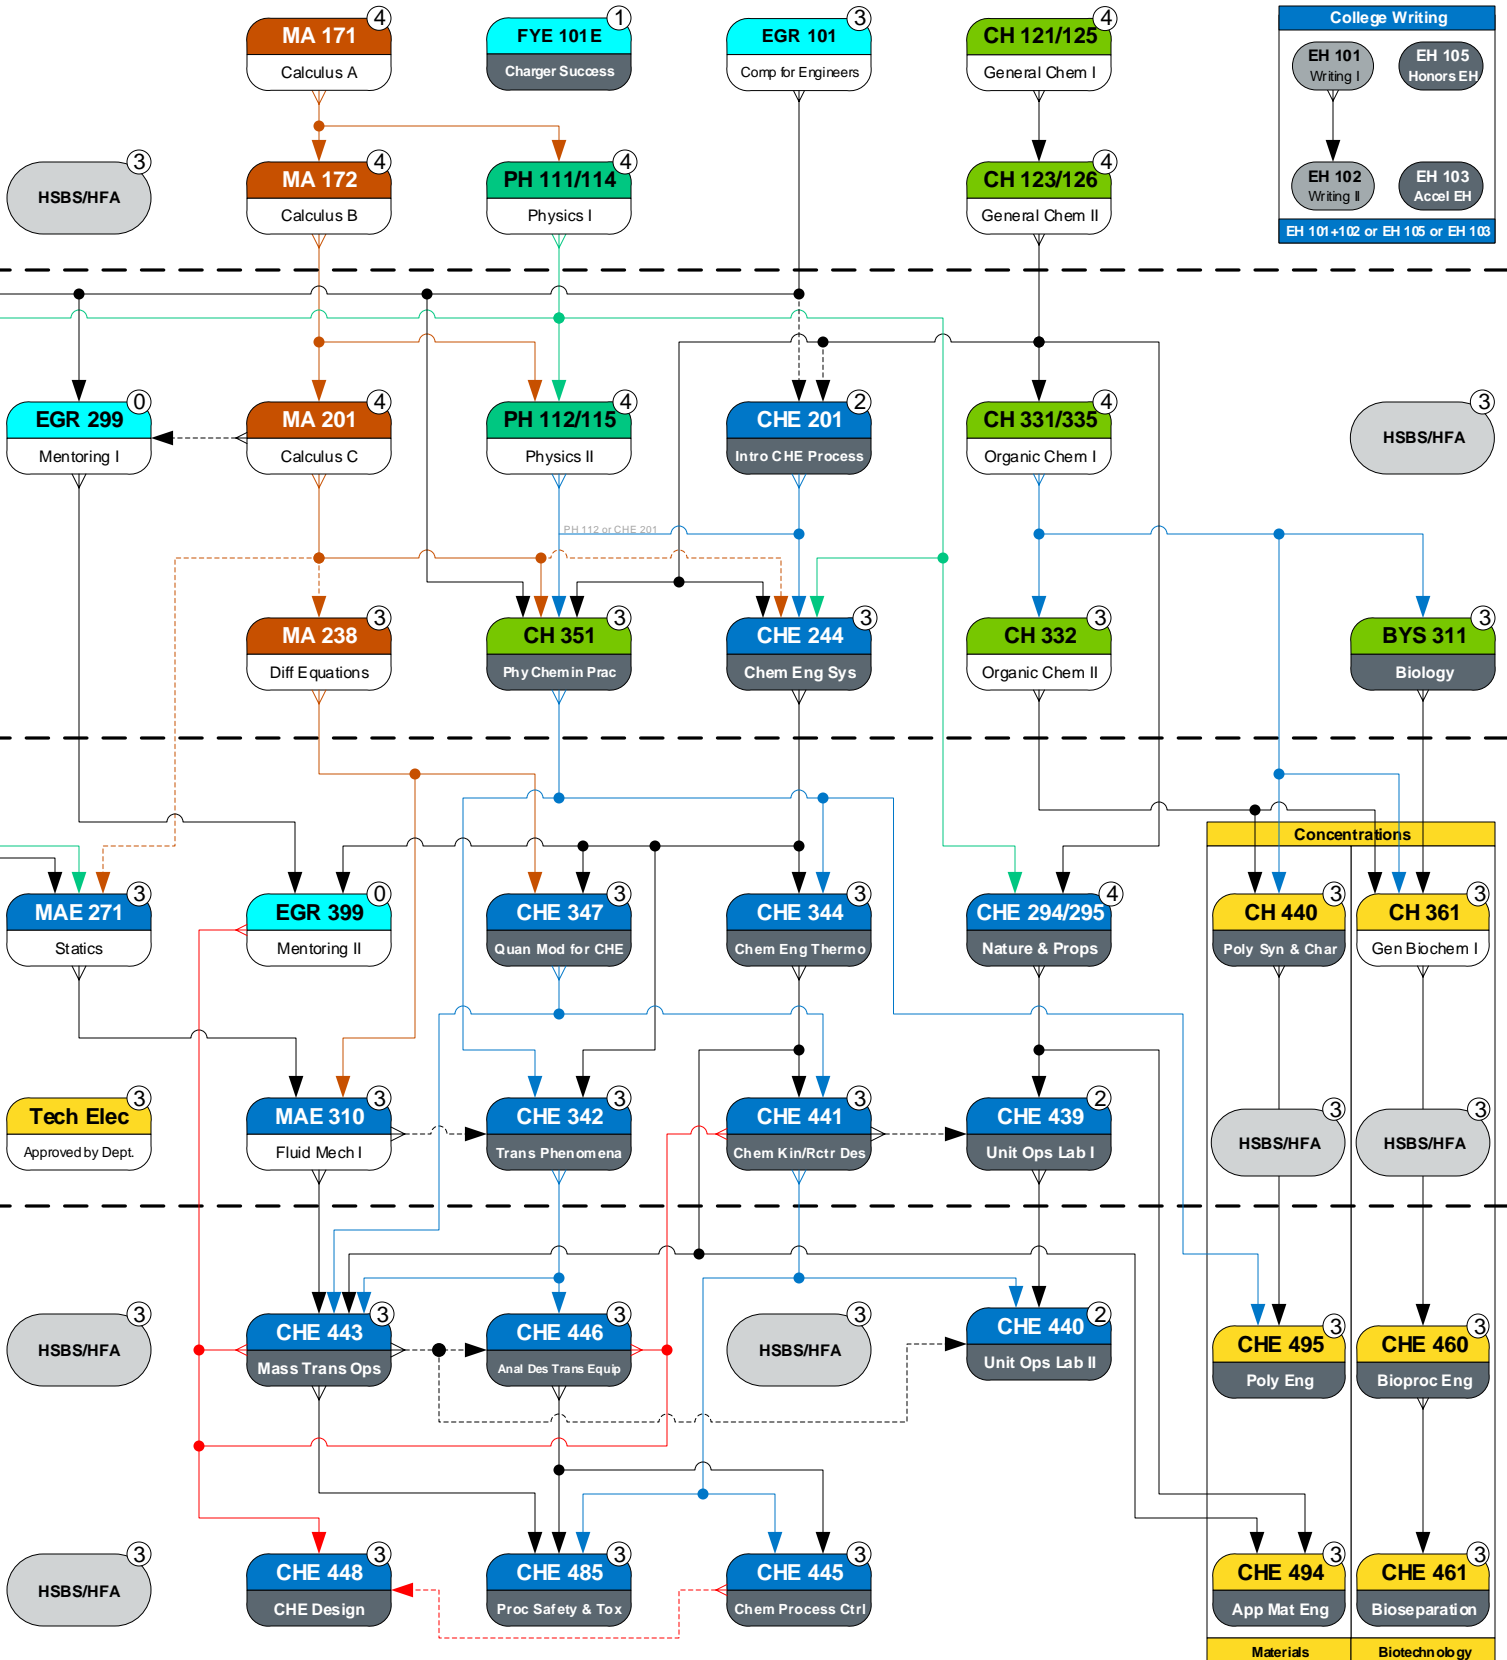 4
MA 171
Calculus A
1
FYE 101E
Charger Success
3
EGR 101
Comp for Engineers
4
CH 121/125
General Chem I
College Writing
EH 101
Writing I
EH 105
Honors EH
EH 102
Writing II
EH 103
Accel EH
EH 101+102 or EH 105 or EH 103
3
HSBS/HFA
4
MA 172
Calculus B
4
PH 111/114
Physics I
4
CH 123/126
General Chem II
0
EGR 299
Mentoring I
4
MA 201
Calculus C
4
PH 112/115
Physics II
2
CHE 201
Intro CHE Process
4
CH 331/335
Organic Chem I
3
HSBS/HFA
PH 112 or CHE 201
3
MA 238
Diff Equations
3
CH 351
Phy Chem in Prac
3
CHE 244
Chem Eng Sys
3
CH 332
Organic Chem II
3
BYS 311
Biology
Concentrations
3
MAE 271
Statics
0
EGR 399
Mentoring II
3
CHE 347
Quan Mod for CHE
3
CHE 344
Chem Eng Thermo
4
CHE 294/295
Nature & Props
3
CH 440
Poly Syn & Char
3
CH 361
Gen Biochem I
3
Tech Elec
Approved by Dept.
3
MAE 310
Fluid Mech I
3
CHE 342
Trans Phenomena
3
CHE 441
Chem Kin/Rctr Des
2
CHE 439
Unit Ops Lab I
3
HSBS/HFA
3
HSBS/HFA
3
HSBS/HFA
3
CHE 443
Mass Trans Ops
3
CHE 446
Anal Des Trans Equip
3
HSBS/HFA
2
CHE 440
Unit Ops Lab II
3
CHE 495
Poly Eng
3
CHE 460
Bioproc Eng
3
HSBS/HFA
3
CHE 448
CHE Design
3
CHE 485
Proc Safety & Tox
3
CHE 445
Chem Process Ctrl
3
CHE 494
App Mat Eng
3
CHE 461
Bioseparation
Materials
Biotechnology